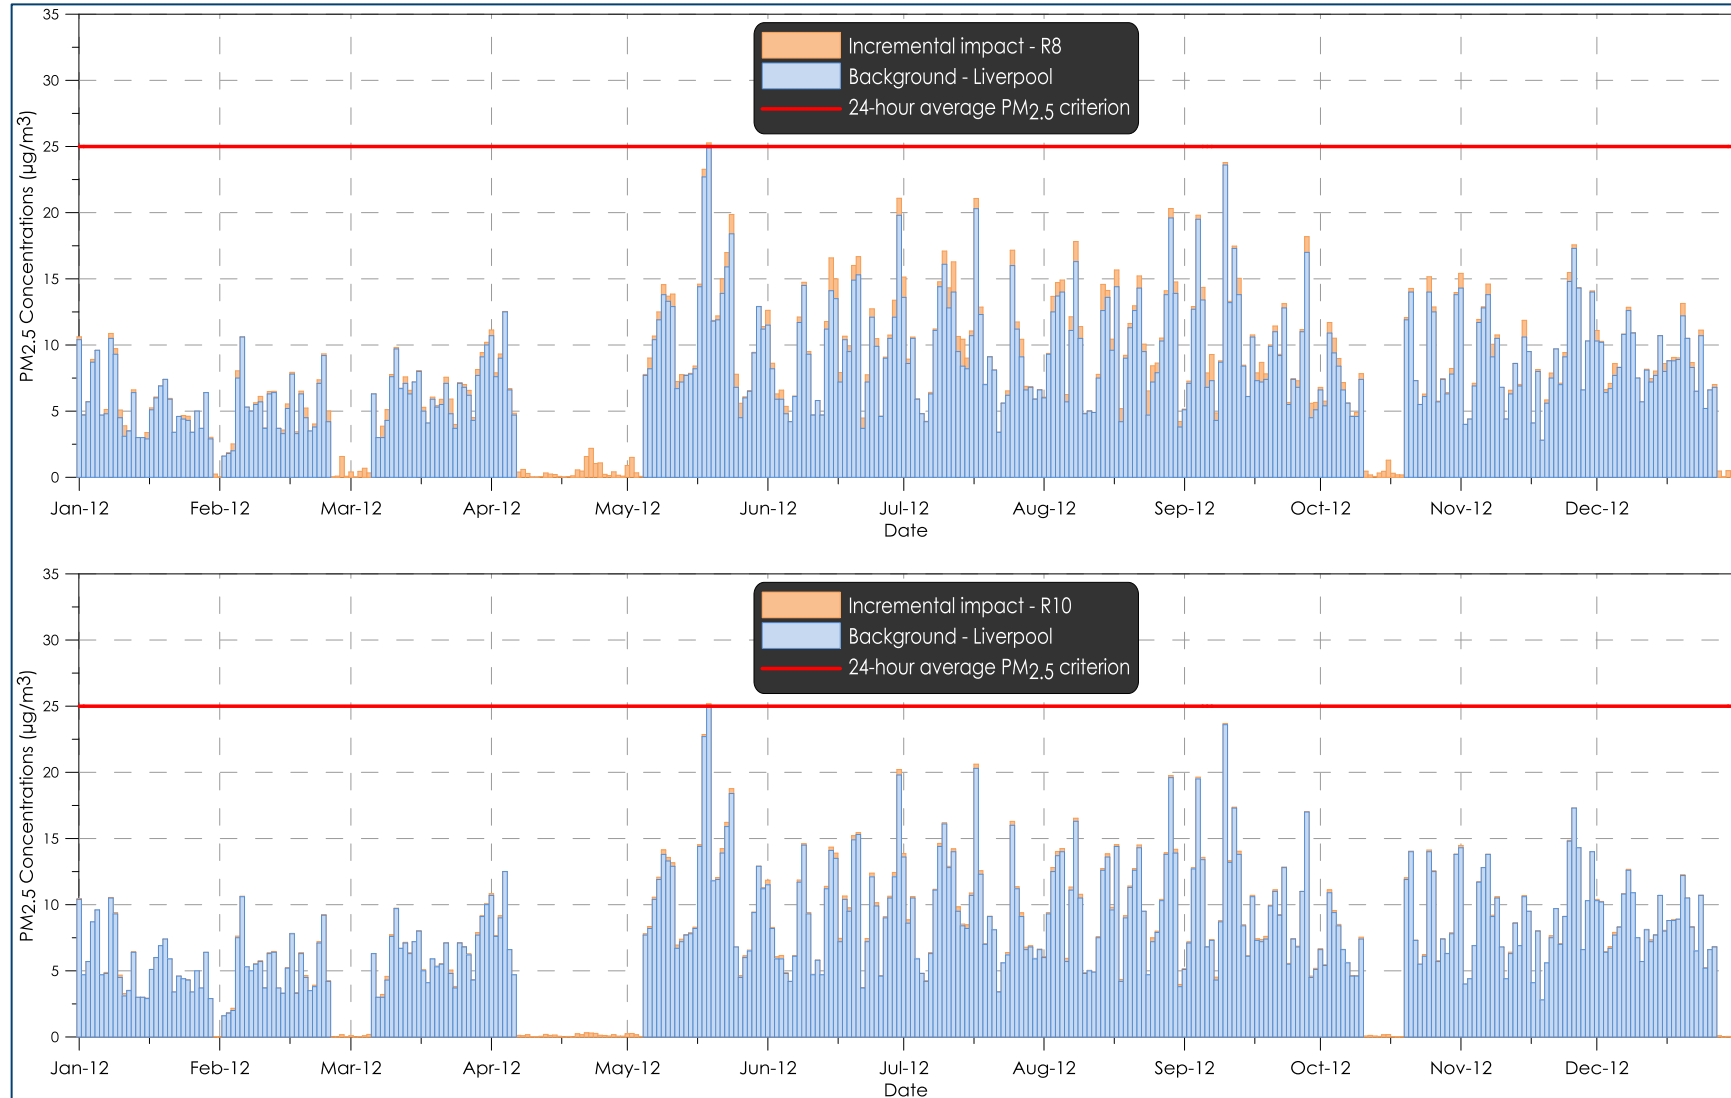 35
30
25
20
15
10
5
0
PM2.5 Concentrations (µg/m3)
Incremental impact - R8
Background - Liverpool
24-hour average PM2.5 criterion
Jan-12 Feb-12 Mar-12 Apr-12 May-12 Jun-12 Jul-12 Aug-12 Sep-12 Oct-12 Nov-12 Dec-12
Date
35
30
25
20
15
10
5
0
PM2.5 Concentrations (µg/m3)
Incremental impact - R10
Background - Liverpool
24-hour average PM2.5 criterion
Jan-12 Feb-12 Mar-12 Apr-12 May-12 Jun-12 Jul-12 Aug-12 Sep-12 Oct-12 Nov-12 Dec-12
Date